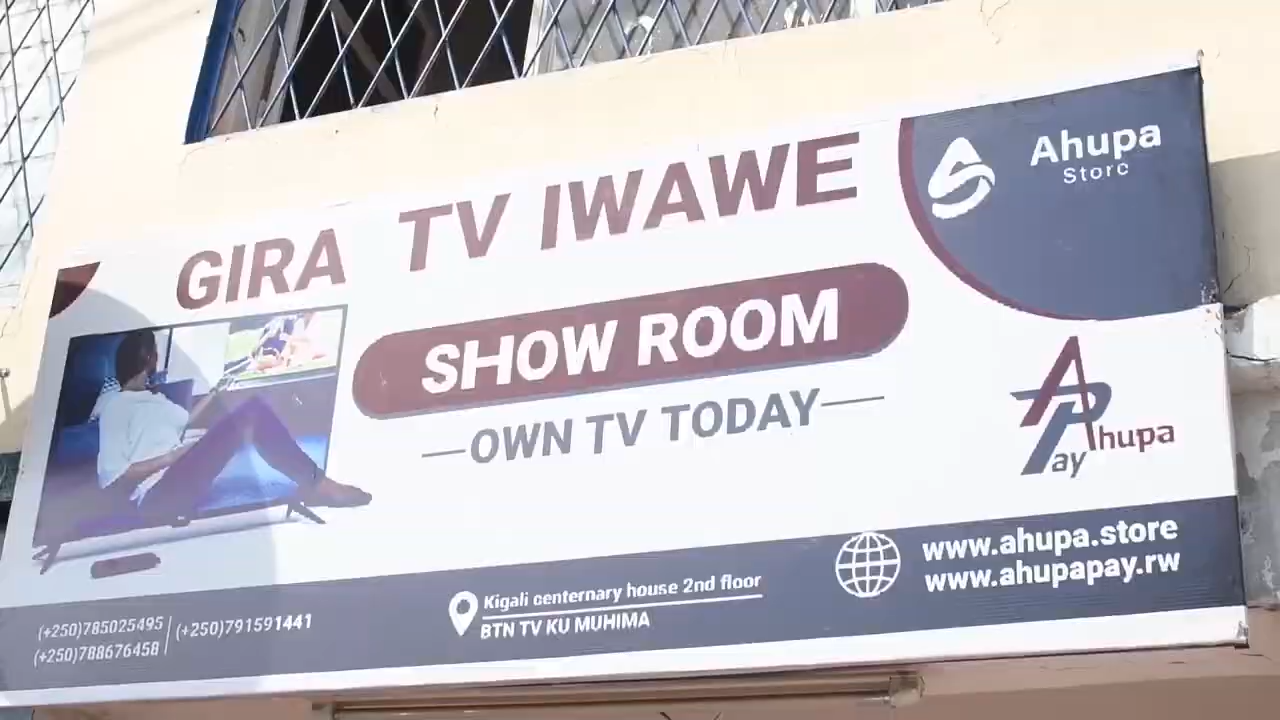 GIRA TV IWAWE
Ahupa
Store
SHOW ROOM
OWN TV TODAY
Ahupa
Pay
www.ahupa.store
www.ahupapay.rw
Kigali centernary house 2nd floor
BTN TV KU MUHIMA
(+250)785025495 | (+250)791591441
(+250)788676458